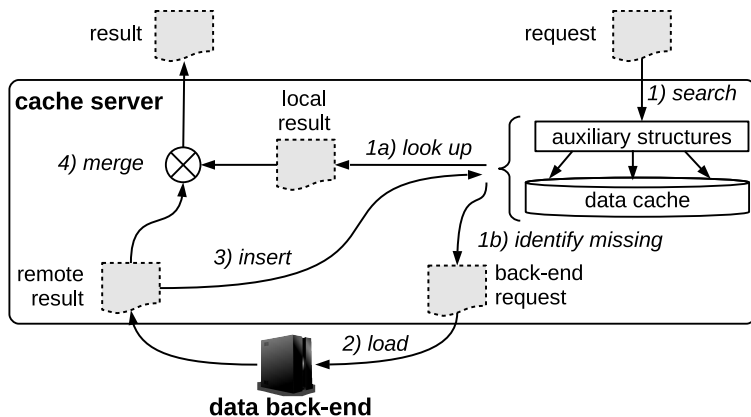 result
request
cache server
1) search
local
result
auxiliary structures
1a) look up
4) merge
data cache
1b) identify missing
3) insert
remote
result
back-end
request
2) load
data back-end